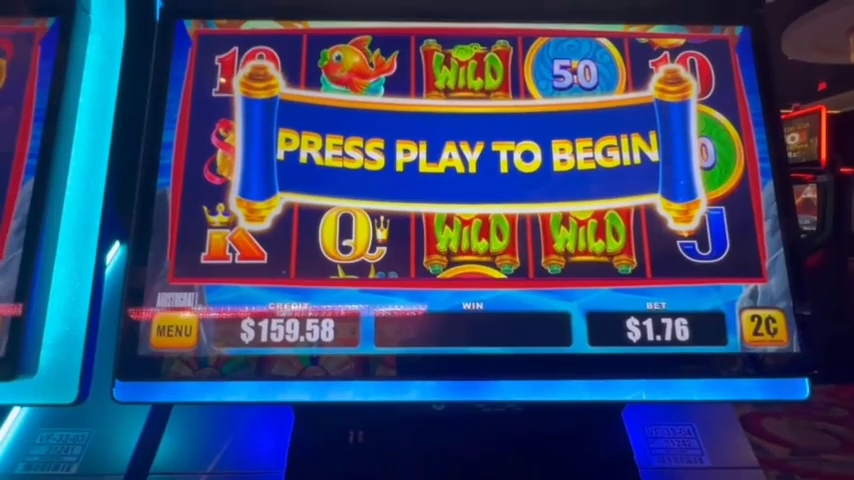 10
WILD
50
10
PRESS PLAY TO BEGIN
K
Q
WILD
WILD
J
ARISTOCRAT
CREDIT
WIN
BET
MENU
$159.58
$1.76
2¢